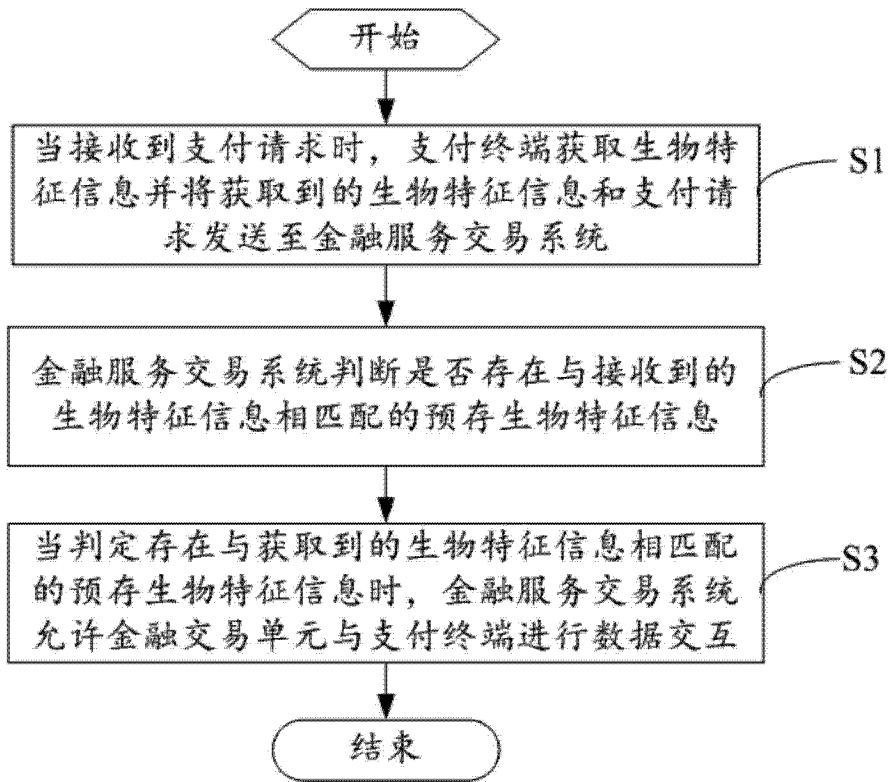 开始
当接收到支付请求时，支付终端获取生物特
征信息并将获取到的生物特征信息和支付请
求发送至金融服务交易系统
S1
金融服务交易系统判断是否存在与接收到的
生物特征信息相匹配的预存生物特征信息
S2
当判定存在与获取到的生物特征信息相匹配
的预存生物特征信息时，金融服务交易系统
允许金融交易单元与支付终端进行数据交互
S3
结束